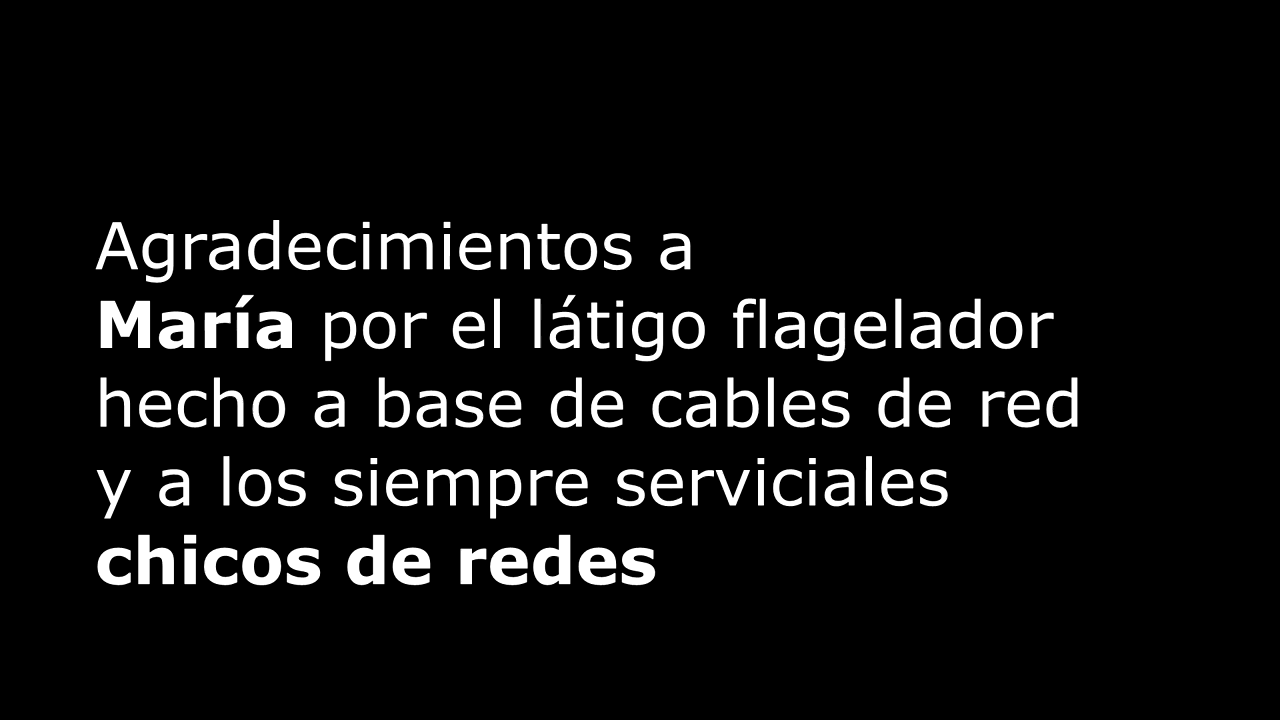 Agradecimientos a
María por el látigo flagelador
hecho a base de cables de red
y a los siempre serviciales
chicos de redes